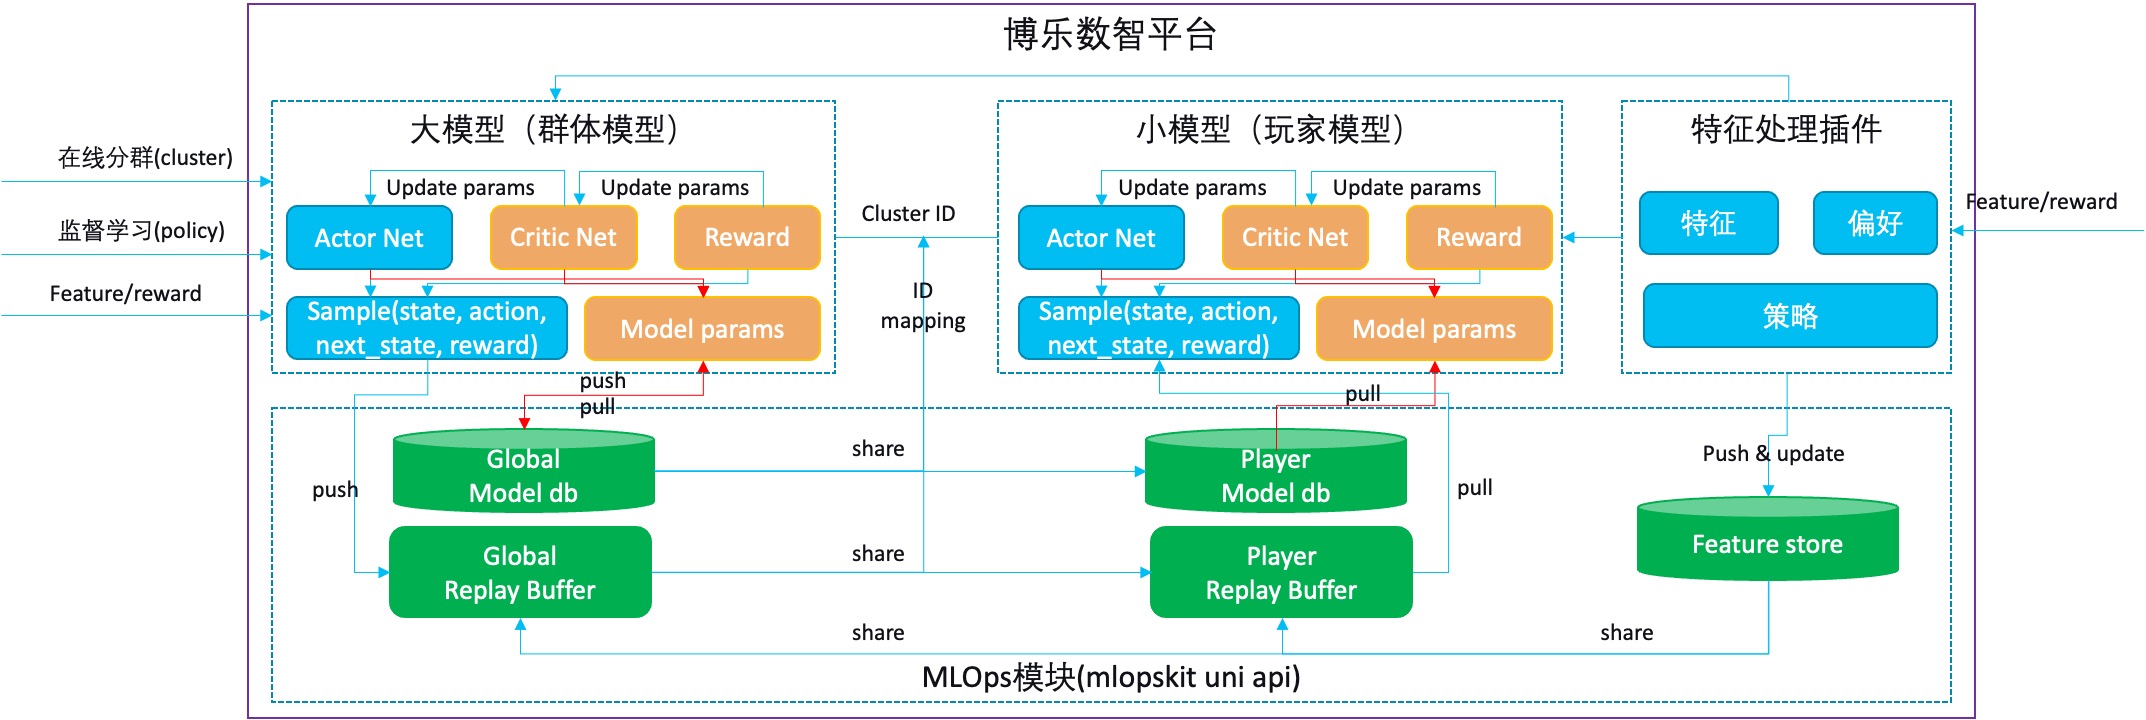 博乐数智平台
在线分群(cluster)
监督学习(policy)
Feature/reward
大模型（群体模型）
Update params
Update params
Actor Net
Critic Net
Reward
Sample(state, action,
next_state, reward)
Model params
Cluster ID
ID
mapping
小模型（玩家模型）
Update params
Update params
Actor Net
Critic Net
Reward
Sample(state, action,
next_state, reward)
Model params
特征处理插件
特征
偏好
策略
Feature/reward
push
pull
pull
push
Global
Model db
share
Player
Model db
pull
Push & update
Global
Replay Buffer
share
Player
Replay Buffer
Feature store
share
share
MLOps模块(mlopskit uni api)